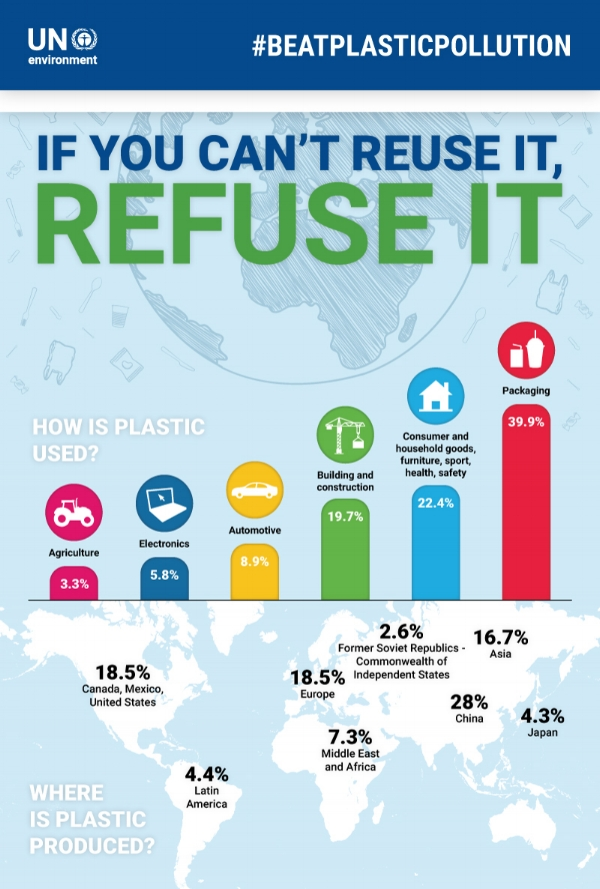 UN
environment
#BEATPLASTICPOLLUTION
IF YOU CAN'T REUSE IT,
REFUSE IT
HOW IS PLASTIC
USED?
Agriculture
3.3%
Electronics
5.8%
Automotive
8.9%
Building and
construction
19.7%
Consumer and
household goods,
furniture, sport,
health, safety
22.4%
Packaging
39.9%
18.5%
Canada, Mexico,
United States
4.4%
Latin
America
18.5%
Europe
2.6%
Former Soviet Republics -
Commonwealth of
Independent States
7.3%
Middle East
and Africa
16.7%
Asia
28%
China
4.3%
Japan
WHERE
IS PLASTIC
PRODUCED?